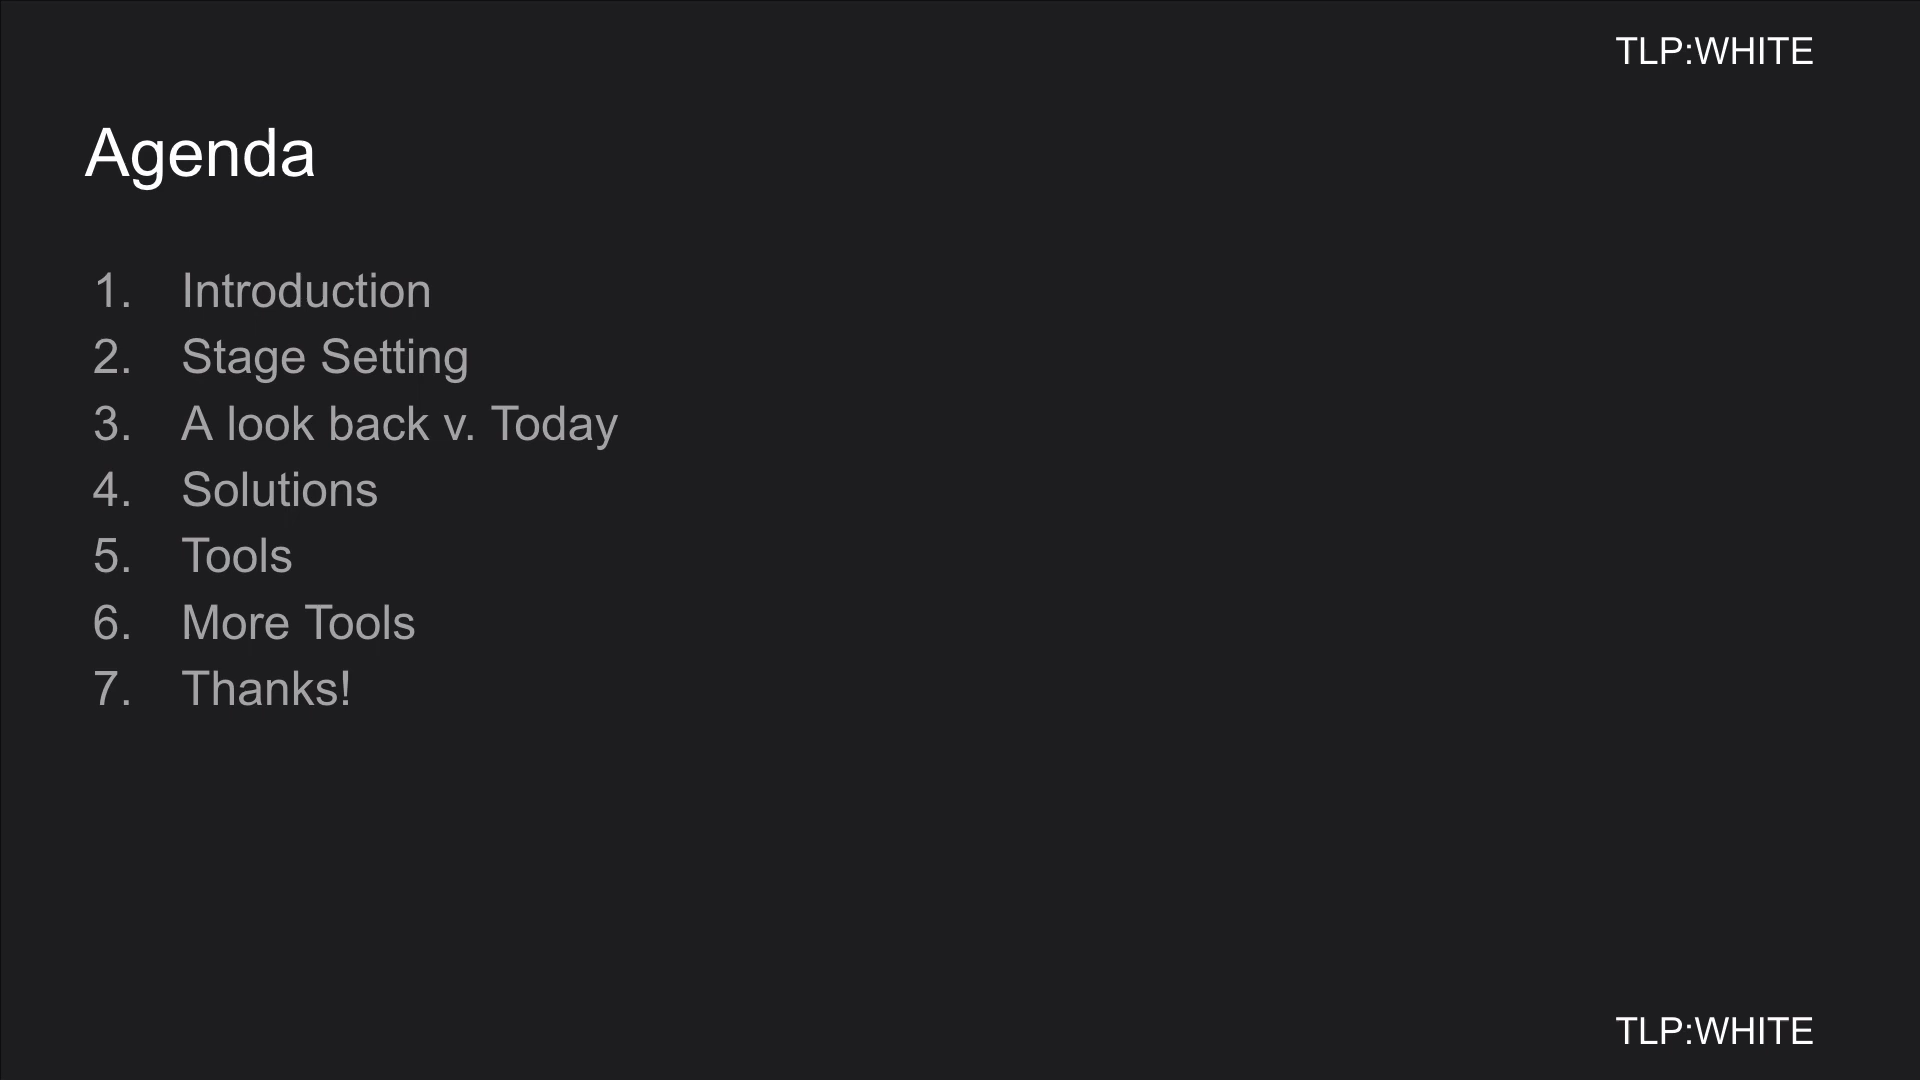 TLP:WHITE
Agenda
1. Introduction
2. Stage Setting
3. A look back v. Today
4. Solutions
5. Tools
6. More Tools
7. Thanks!
TLP:WHITE